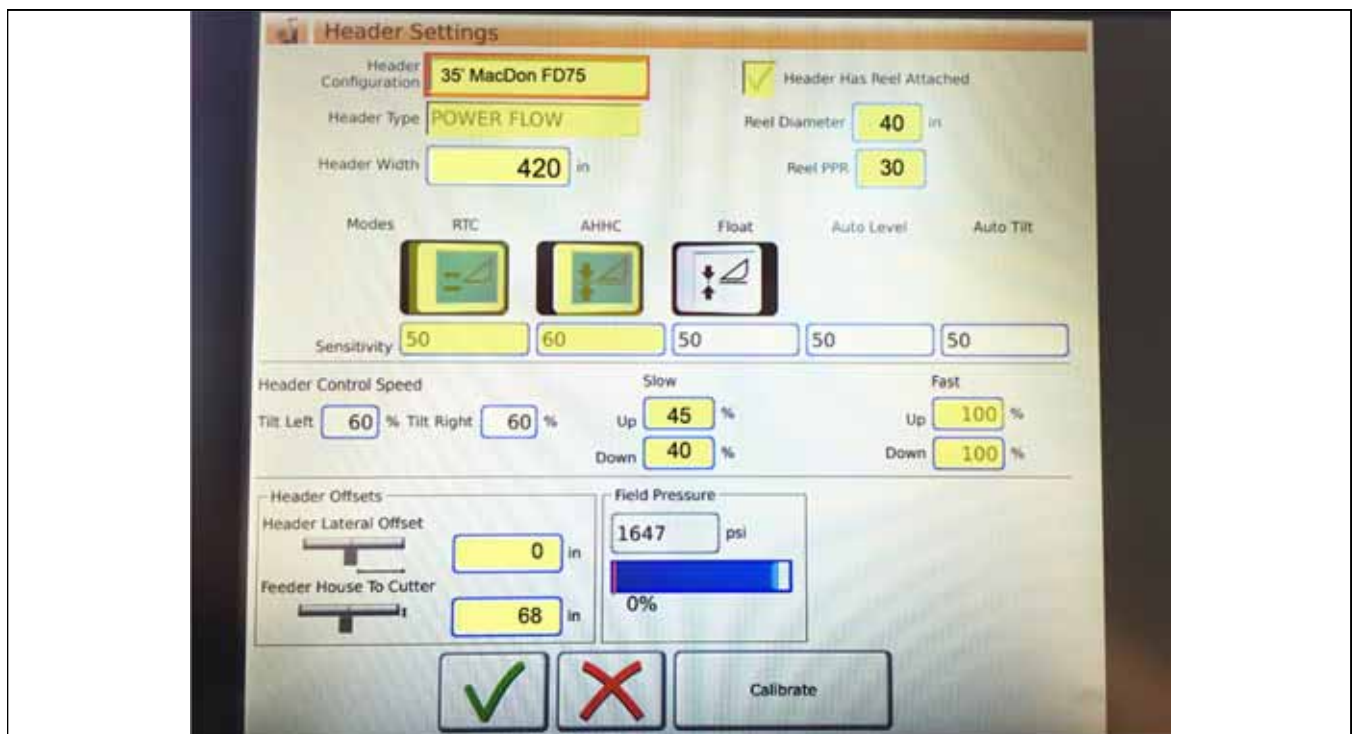 Header Settings
Header Configuration 35' MacDon FD75
Header Has Reel Attached
Header Type POWER FLOW
Reel Diameter 40 in
Header Width 420 in
Reel PPR 30
Modes RTC AHHC Float Auto Level Auto Tilt
Sensitivity 50 60 50 50 50
Header Control Speed Slow Fast
Tilt Left 60 % Tilt Right 60 % Up 45 % Up 100 %
Down 40 % Down 100 %
Header Offsets Field Pressure
Header Lateral Offset 1647 psi
0 in
Feeder House To Cutter 0%
68 in
Calibrate